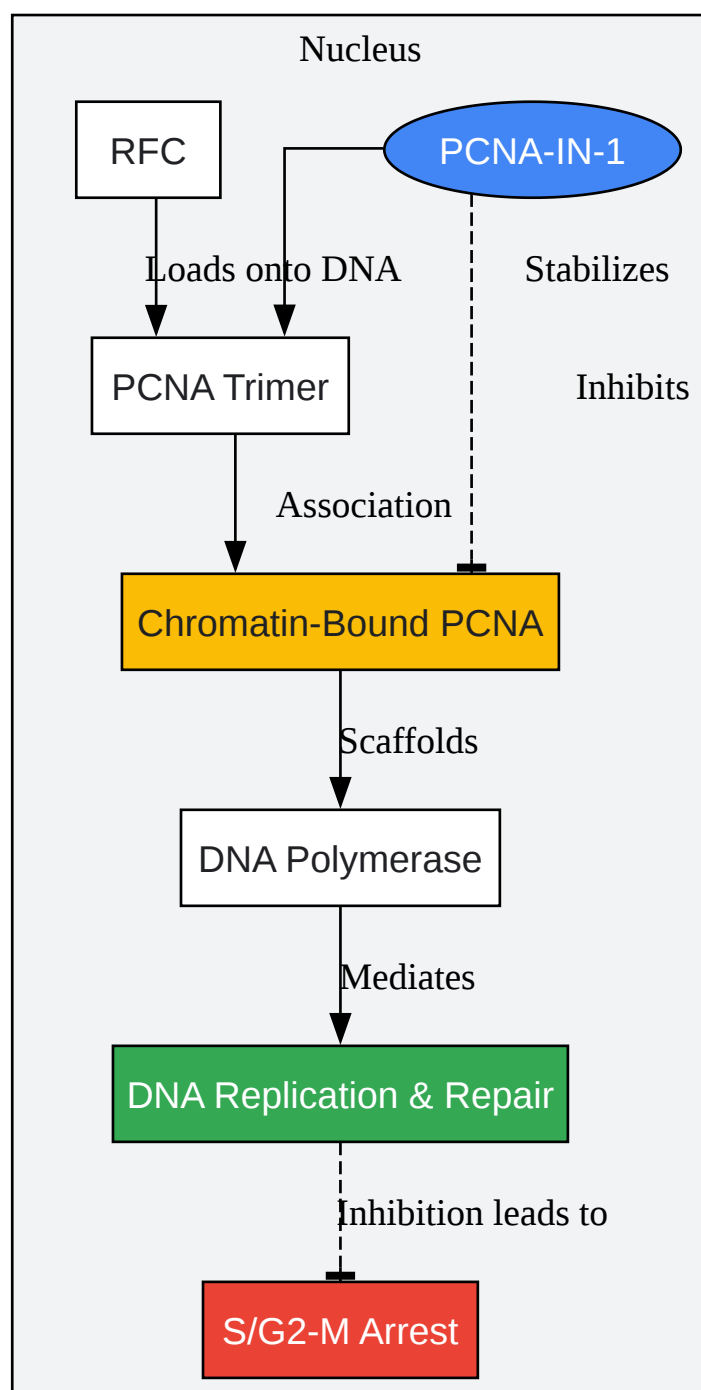 Nucleus
RFC
PCNA-IN-1
Loads onto DNA
Stabilizes
PCNA Trimer
Inhibits
Association
Chromatin-Bound PCNA
Scaffolds
DNA Polymerase
Mediates
DNA Replication & Repair
Inhibition leads to
S/G2-M Arrest